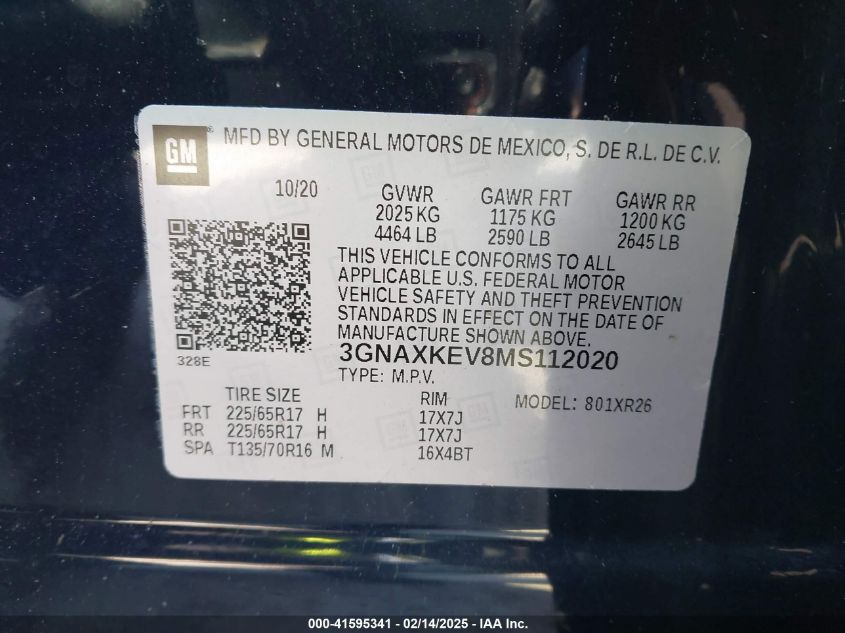 GM
MFD BY GENERAL MOTORS DE MEXICO, S. DE R.L. DE C.V.
10/20
GVWR GAWR FRT GAWR RR
2025 KG 1175 KG 1200 KG
4464 LB 2590 LB 2645 LB
THIS VEHICLE CONFORMS TO ALL
APPLICABLE U.S. FEDERAL MOTOR
VEHICLE SAFETY AND THEFT PREVENTION
STANDARDS IN EFFECT ON THE DATE OF
MANUFACTURE SHOWN ABOVE.
328E
3GNAXKEV8MS112020
TYPE: M.P.V.
TIRE SIZE RIM MODEL: 801XR26
FRT 225/65R17 H 17X7J
RR 225/65R17 H 17X7J
SPA T135/70R16 M 16X4BT
000-41595341 / 02/14/2025 - IAA Inc.